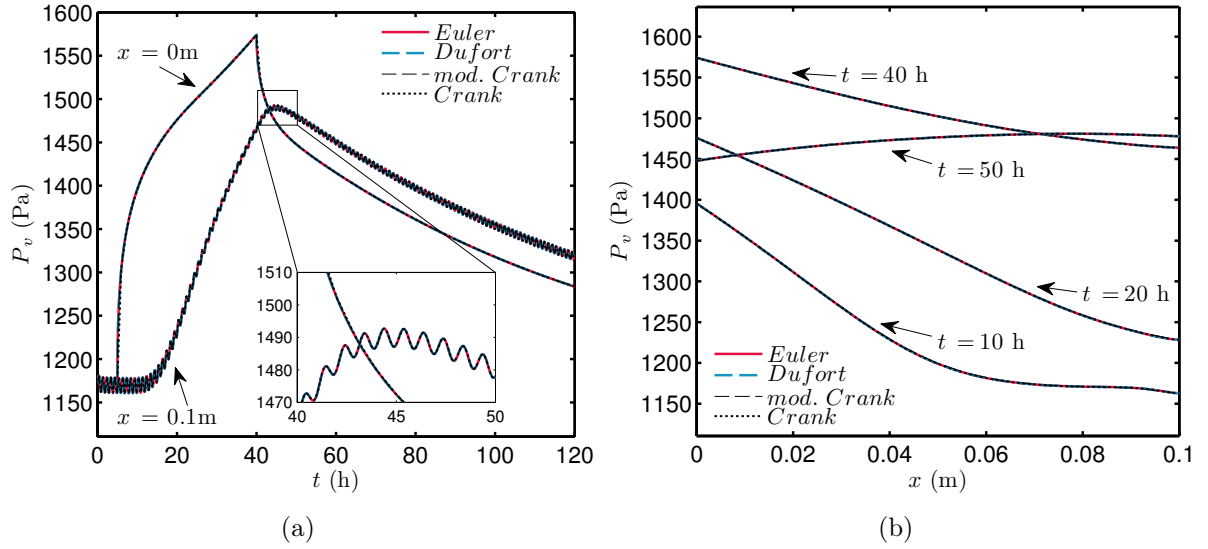 1600
1550
1500
1450
1400
1350
1300
1250
1200
1150
P_v (Pa)
x = 0m
x = 0.1m
Euler
Dufort
mod. Crank
Crank
1510
1500
1490
1480
1470
40 45 50
0 20 40 60 80 100 120
t (h)
(a)
1600
1550
1500
1450
1400
1350
1300
1250
1200
1150
P_v (Pa)
t = 40 h
t = 50 h
t = 20 h
t = 10 h
Euler
Dufort
mod. Crank
Crank
0 0.02 0.04 0.06 0.08 0.1
x (m)
(b)